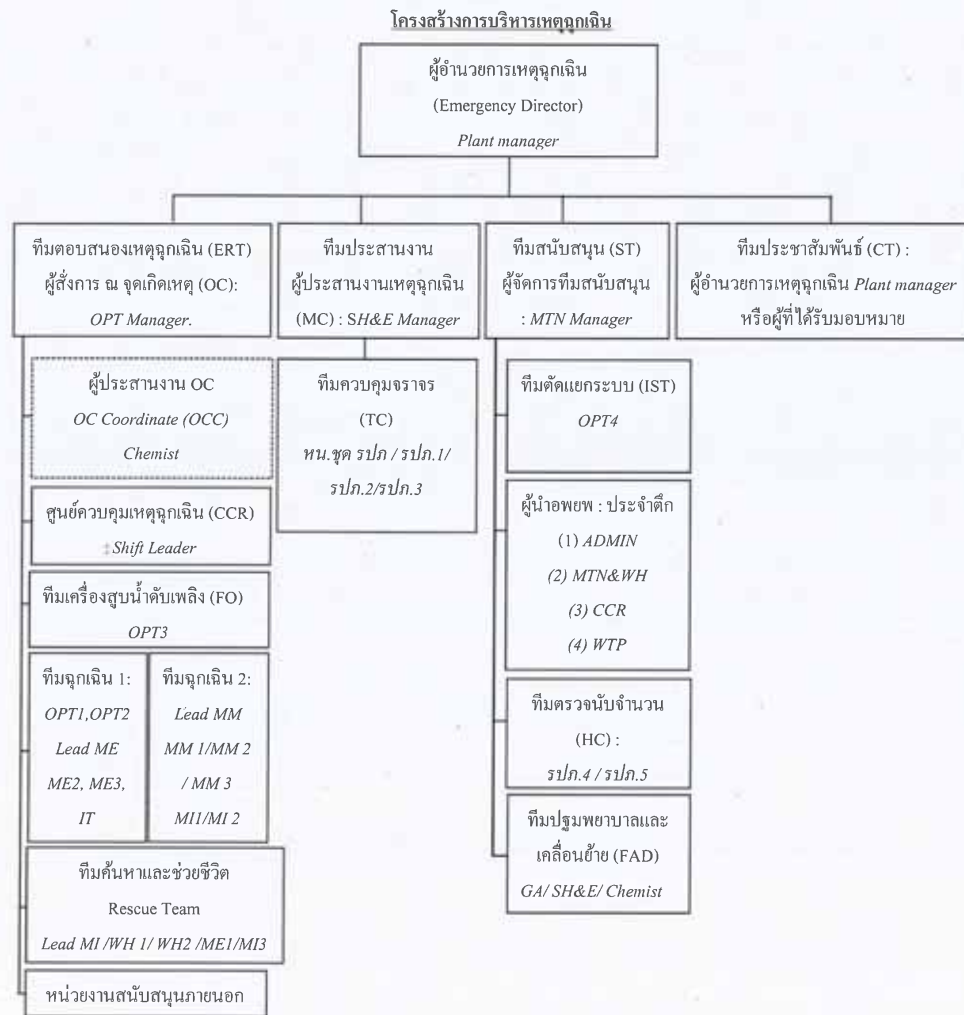 โครงสร้างการบริหารเหตุฉุกเฉิน
ผู้อำนวยการเหตุฉุกเฉิน
(Emergency Director)
Plant manager
ทีมตอบสนองเหตุฉุกเฉิน (ERT)
ผู้สั่งการ ณ จุดเกิดเหตุ (OC):
OPT Manager.
ทีมประสานงาน
ผู้ประสานงานเหตุฉุกเฉิน
(MC) : SH&E Manager
ทีมสนับสนุน (ST)
ผู้จัดการทีมสนับสนุน
: MTN Manager
ทีมประชาสัมพันธ์ (CT) :
ผู้อำนวยการเหตุฉุกเฉิน Plant manager
หรือผู้ที่ได้รับมอบหมาย
ผู้ประสานงาน OC
OC Coordinate (OCC)
Chemist
ศูนย์ควบคุมเหตุฉุกเฉิน (CCR)
: Shift Leader
ทีมเครื่องสูบน้ำดับเพลิง (FO)
OPT3
ทีมฉุกเฉิน 1:
OPT1,OPT2
Lead ME
ME2, ME3,
IT
ทีมฉุกเฉิน 2:
Lead MM
MM 1/MM 2
/ MM 3
MI1/MI 2
ทีมค้นหาและช่วยชีวิต
Rescue Team
Lead MI /WH 1/ WH2 /ME1/MI3
หน่วยงานสนับสนุนภายนอก
ทีมควบคุมจราจร
(TC)
หน.ชุด รปภ / รปภ.1/
รปภ.2/รปภ.3
ทีมตัดแยกระบบ (IST)
OPT4
ผู้นำอพยพ : ประจำตึก
(1) ADMIN
(2) MTN&WH
(3) CCR
(4) WTP
ทีมตรวจนับจำนวน
(HC) :
รปภ.4 / รปภ.5
ทีมปฐมพยาบาลและ
เคลื่อนย้าย (FAD)
GA/ SH&E/ Chemist